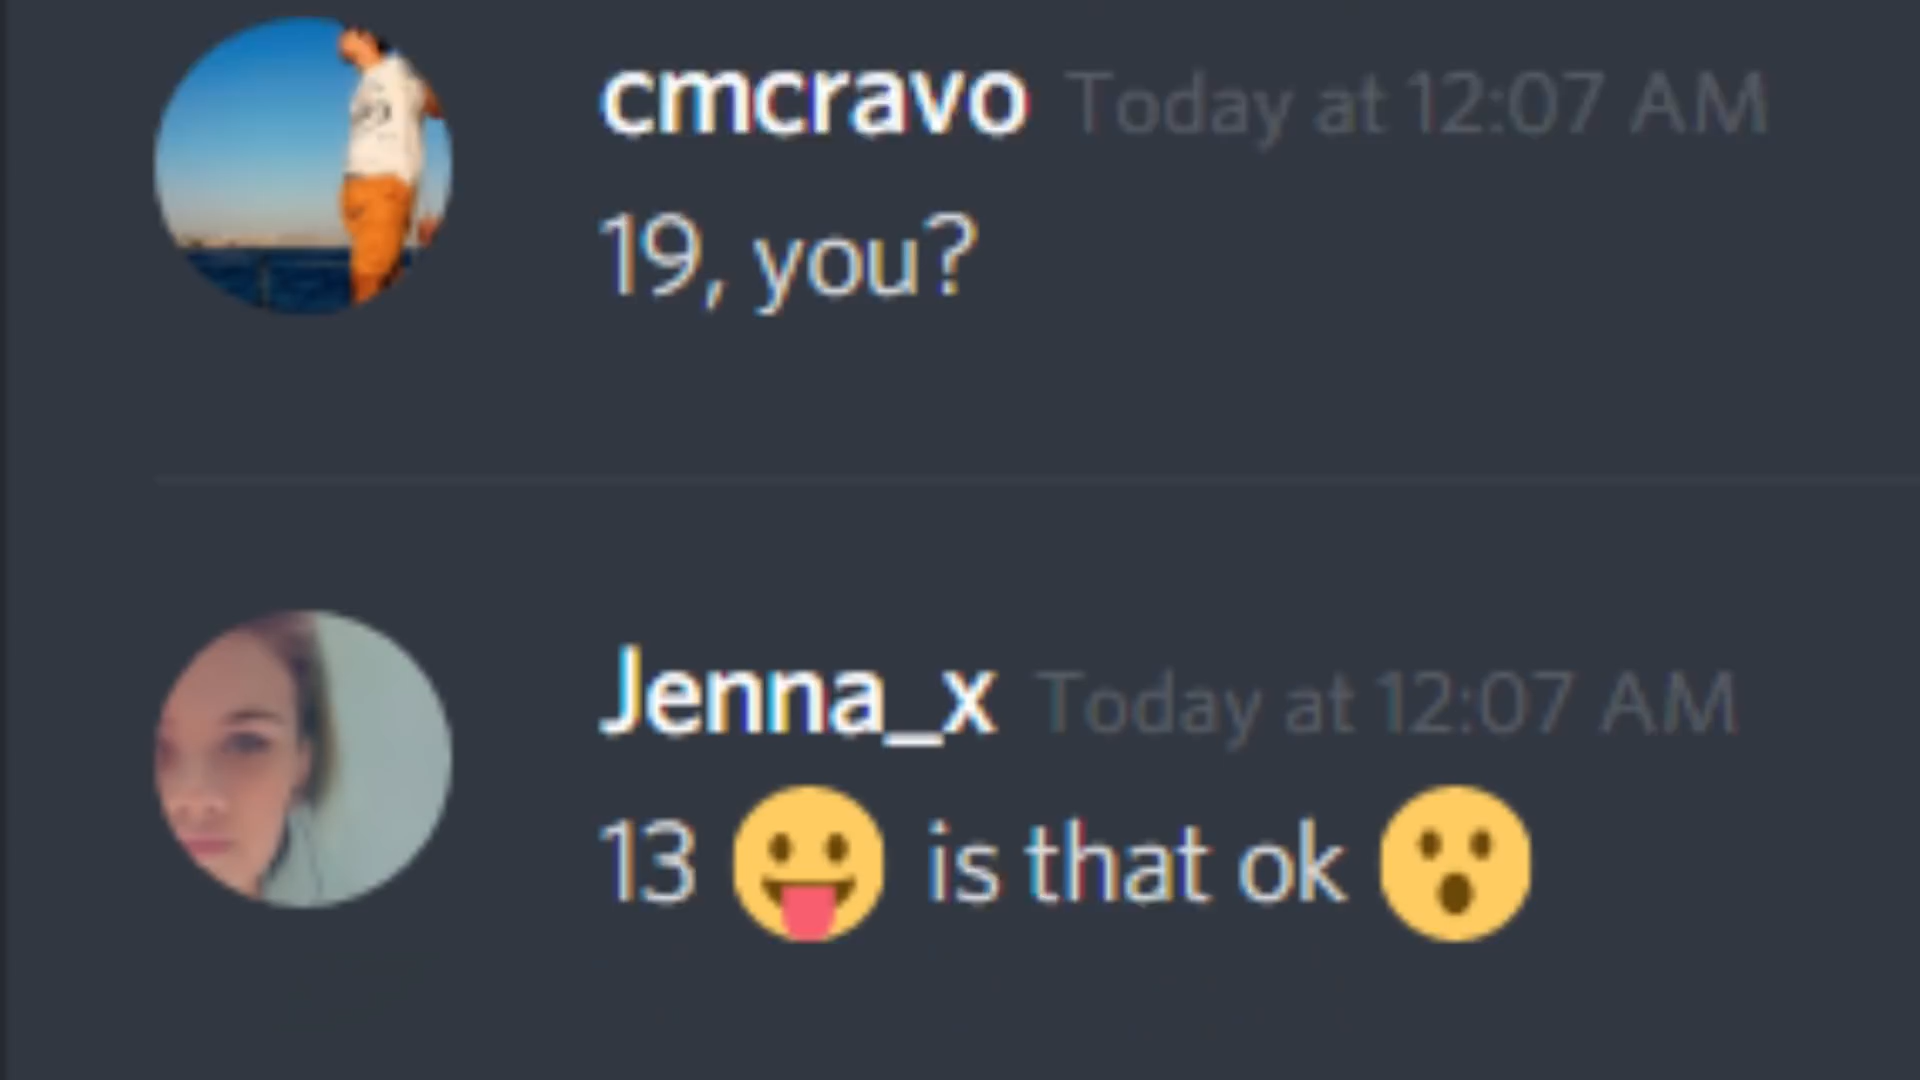 cmcravo Today at 12:07 AM
19, you?
Jenna_x Today at 12:07 AM
13 😛 is that ok 😮